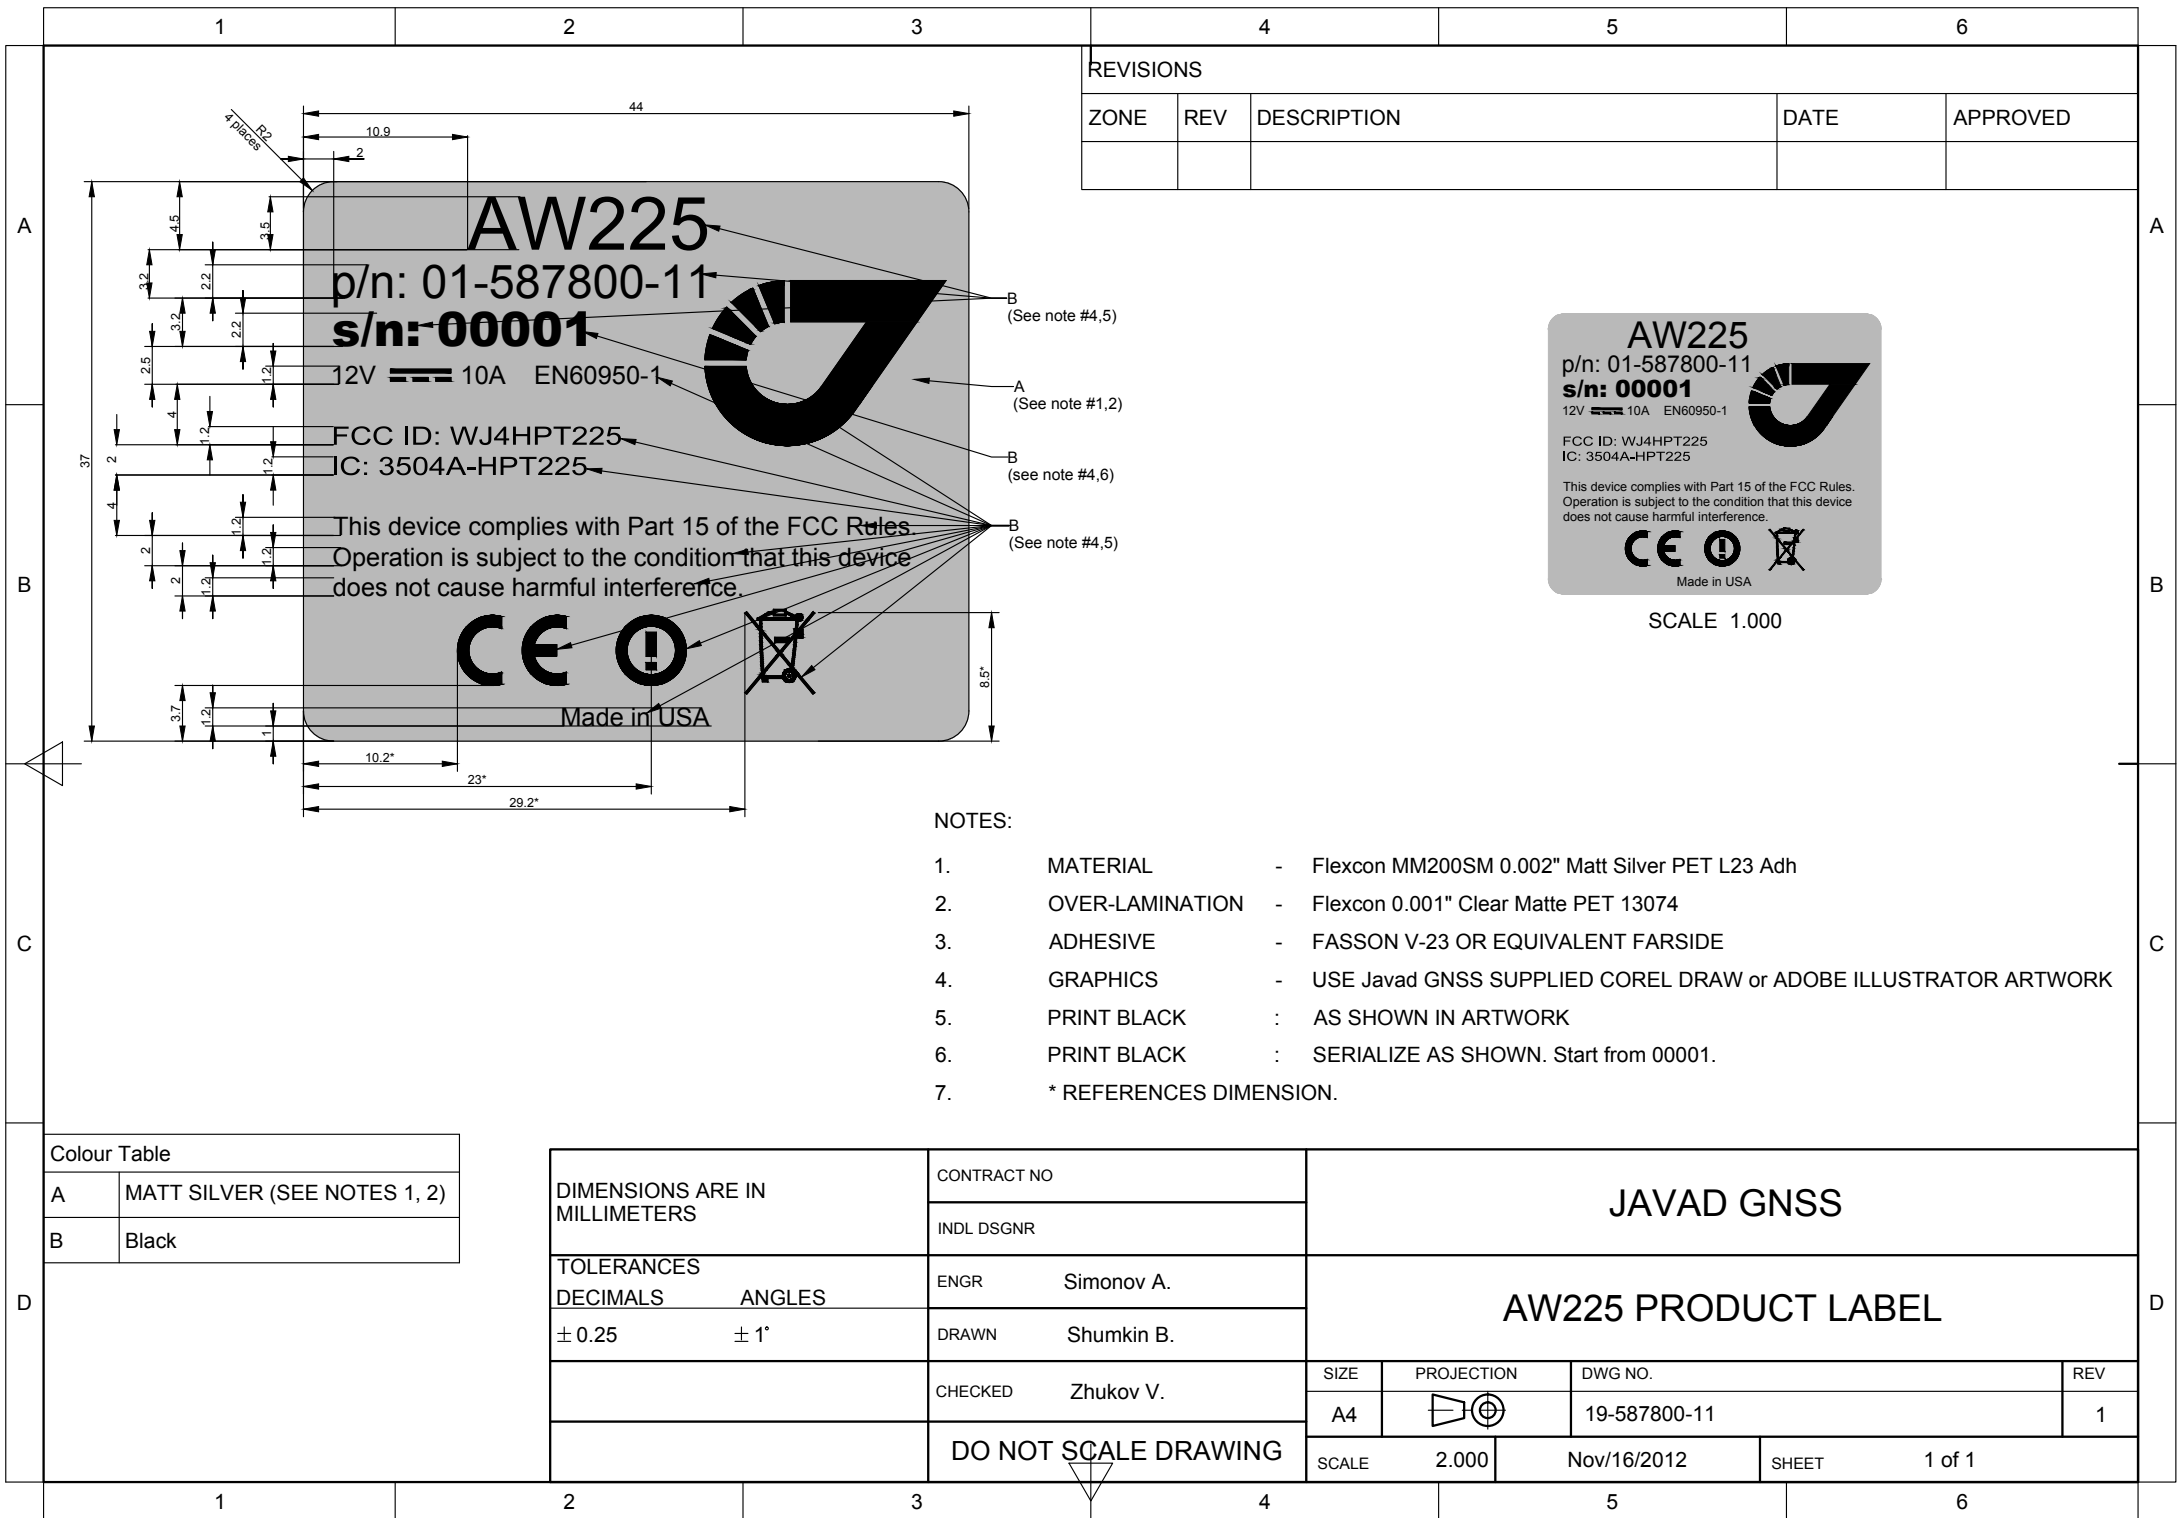 1 2 3 4 5 6
REVISIONS
ZONE REV DESCRIPTION DATE APPROVED
A A
B B
C C
D D
44
10.9
2
R2
4 places
37
4.5
3.5
3.2
2.2
3.2
2.2
2.5
1.2
4
1.2
2
1.2
4
1.2
2
1.2
2
1.2
3.7
1.2
1
8.5*
10.2*
23*
29.2*
AW225
p/n: 01-587800-11
s/n: 00001
12V 10A EN60950-1
FCC ID: WJ4HPT225
IC: 3504A-HPT225
This device complies with Part 15 of the FCC Rules.
Operation is subject to the condition that this device
does not cause harmful interference.
CE
Made in USA
B
(See note #4,5)
A
(See note #1,2)
B
(see note #4,6)
B
(See note #4,5)
AW225
p/n: 01-587800-11
s/n: 00001
12V 10A EN60950-1
FCC ID: WJ4HPT225
IC: 3504A-HPT225
This device complies with Part 15 of the FCC Rules.
Operation is subject to the condition that this device
does not cause harmful interference.
CE
Made in USA
SCALE 1.000
NOTES:
1. MATERIAL - Flexcon MM200SM 0.002" Matt Silver PET L23 Adh
2. OVER-LAMINATION - Flexcon 0.001" Clear Matte PET 13074
3. ADHESIVE - FASSON V-23 OR EQUIVALENT FARSIDE
4. GRAPHICS - USE Javad GNSS SUPPLIED COREL DRAW or ADOBE ILLUSTRATOR ARTWORK
5. PRINT BLACK : AS SHOWN IN ARTWORK
6. PRINT BLACK : SERIALIZE AS SHOWN. Start from 00001.
7. * REFERENCES DIMENSION.
Colour Table
A MATT SILVER (SEE NOTES 1, 2)
B Black
DIMENSIONS ARE IN
MILLIMETERS
TOLERANCES
DECIMALS ANGLES
± 0.25 ± 1°
CONTRACT NO
INDL DSGNR
ENGR Simonov A.
DRAWN Shumkin B.
CHECKED Zhukov V.
DO NOT SCALE DRAWING
JAVAD GNSS
AW225 PRODUCT LABEL
SIZE PROJECTION DWG NO. REV
A4 19-587800-11 1
SCALE 2.000 Nov/16/2012 SHEET 1 of 1
1 2 3 4 5 6